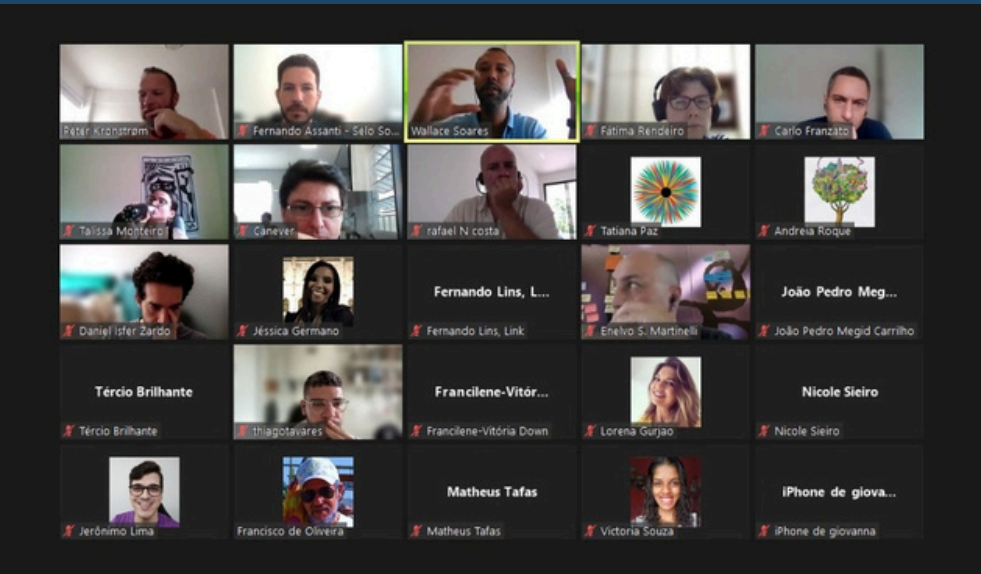 Peter Kronstrøm
Fernando Assanti - Selo So...
Wallace Soares
Fátima Rendeiro
Carlo Franzato
Talissa Monteiro
Canever
rafael N costa
Tatiana Paz
Andreia Roque
Daniel Isfer Zardo
Jéssica Germano
Fernando Lins, L...
Fernando Lins, Link
Enelvo S. Martinelli
João Pedro Meg...
João Pedro Megid Carrilho
Tércio Brilhante
Tércio Brilhante
thiagotavares
Francilene-Vitór...
Francilene-Vitória Down
Lorena Gurjao
Nicole Sieiro
Nicole Sieiro
Jerônimo Lima
Francisco de Oliveira
Matheus Tafas
Matheus Tafas
Victoria Souza
iPhone de giova...
iPhone de giovanna